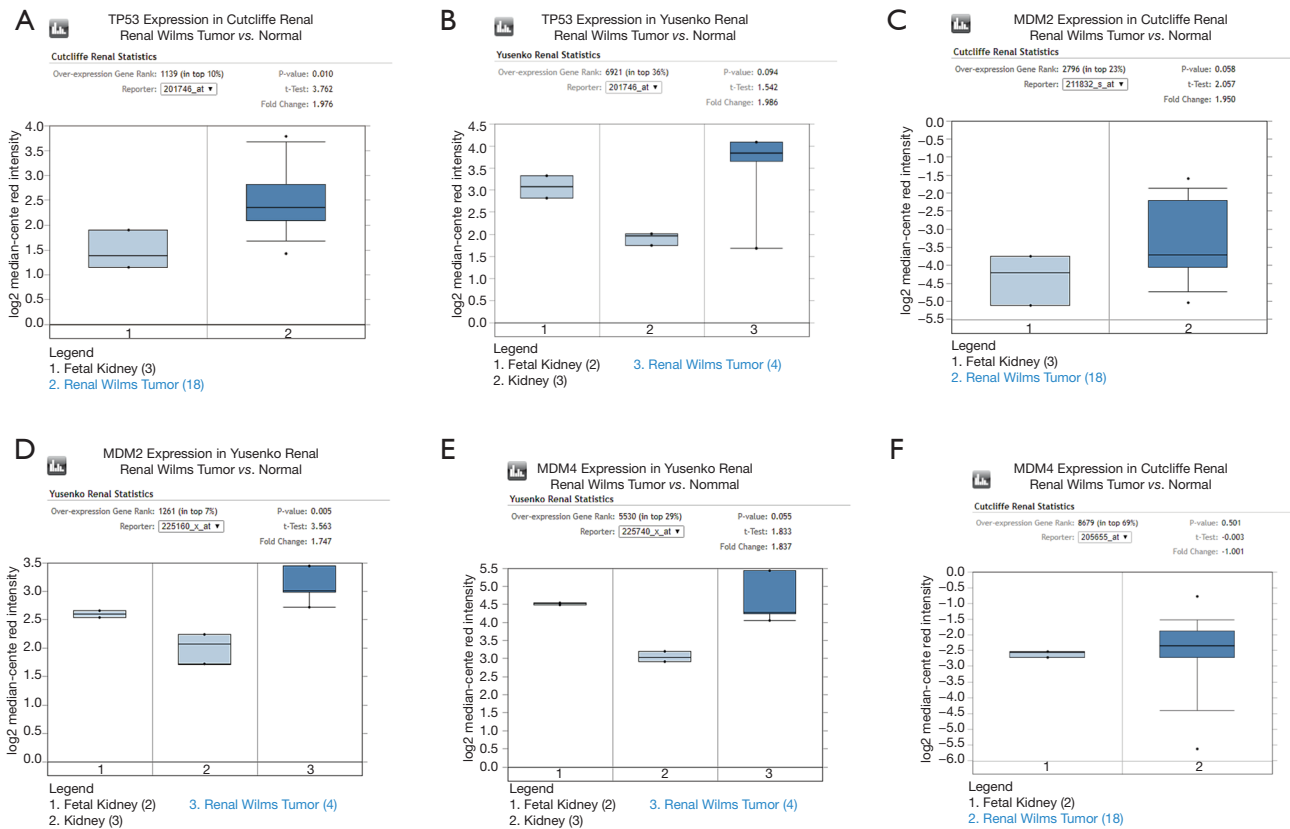 A
TP53 Expression in Cutcliffe Renal
Renal Wilms Tumor vs. Normal
Cutcliffe Renal Statistics
Over-expression Gene Rank: 1139 (in top 10%)
P-value: 0.010
Reporter: 201746_at ▼
t-Test: 3.762
Fold Change: 1.976
log2 median-cente red intensity
4.0
3.5
3.0
2.5
2.0
1.5
1.0
0.5
0.0
1
2
Legend
1. Fetal Kidney (3)
2. Renal Wilms Tumor (18)
B
TP53 Expression in Yusenko Renal
Renal Wilms Tumor vs. Normal
Yusenko Renal Statistics
Over-expression Gene Rank: 6921 (in top 36%)
P-value: 0.094
Reporter: 201746_at ▼
t-Test: 1.542
Fold Change: 1.986
log2 median-cente red intensity
4.5
4.0
3.5
3.0
2.5
2.0
1.5
1.0
0.5
0.0
1
2
3
Legend
1. Fetal Kidney (2)
3. Renal Wilms Tumor (4)
2. Kidney (3)
C
MDM2 Expression in Cutcliffe Renal
Renal Wilms Tumor vs. Normal
Cutcliffe Renal Statistics
Over-expression Gene Rank: 2796 (in top 23%)
P-value: 0.058
Reporter: 211832_s_at ▼
t-Test: 2.057
Fold Change: 1.950
log2 median-cente red intensity
0.0
−0.5
−1.0
−1.5
−2.0
−2.5
−3.0
−3.5
−4.0
−4.5
−5.0
−5.5
1
2
Legend
1. Fetal Kidney (3)
2. Renal Wilms Tumor (18)
D
MDM2 Expression in Yusenko Renal
Renal Wilms Tumor vs. Normal
Yusenko Renal Statistics
Over-expression Gene Rank: 1261 (in top 7%)
P-value: 0.005
Reporter: 225160_x_at ▼
t-Test: 3.563
Fold Change: 1.747
log2 median-cente red intensity
3.5
3.0
2.5
2.0
1.5
1.0
0.5
0.0
1
2
3
Legend
1. Fetal Kidney (2)
3. Renal Wilms Tumor (4)
2. Kidney (3)
E
MDM4 Expression in Yusenko Renal
Renal Wilms Tumor vs. Nommal
Yusenko Renal Statistics
Over-expression Gene Rank: 5530 (in top 29%)
P-value: 0.055
Reporter: 225740_x_at ▼
t-Test: 1.833
Fold Change: 1.837
log2 median-cente red intensity
5.5
5.0
4.5
4.0
3.5
3.0
2.5
2.0
1.5
1.0
0.5
0.0
1
2
3
Legend
1. Fetal Kidney (2)
3. Renal Wilms Tumor (4)
2. Kidney (3)
F
MDM4 Expression in Cutcliffe Renal
Renal Wilms Tumor vs. Normal
Cutcliffe Renal Statistics
Over-expression Gene Rank: 8679 (in top 69%)
P-value: 0.501
Reporter: 205655_at ▼
t-Test: -0.003
Fold Change: -1.001
log2 median-cente red intensity
0.0
−0.5
−1.0
−1.5
−2.0
−2.5
−3.0
−3.5
−4.0
−4.5
−5.0
−5.5
−6.0
1
2
Legend
1. Fetal Kidney (2)
2. Renal Wilms Tumor (18)